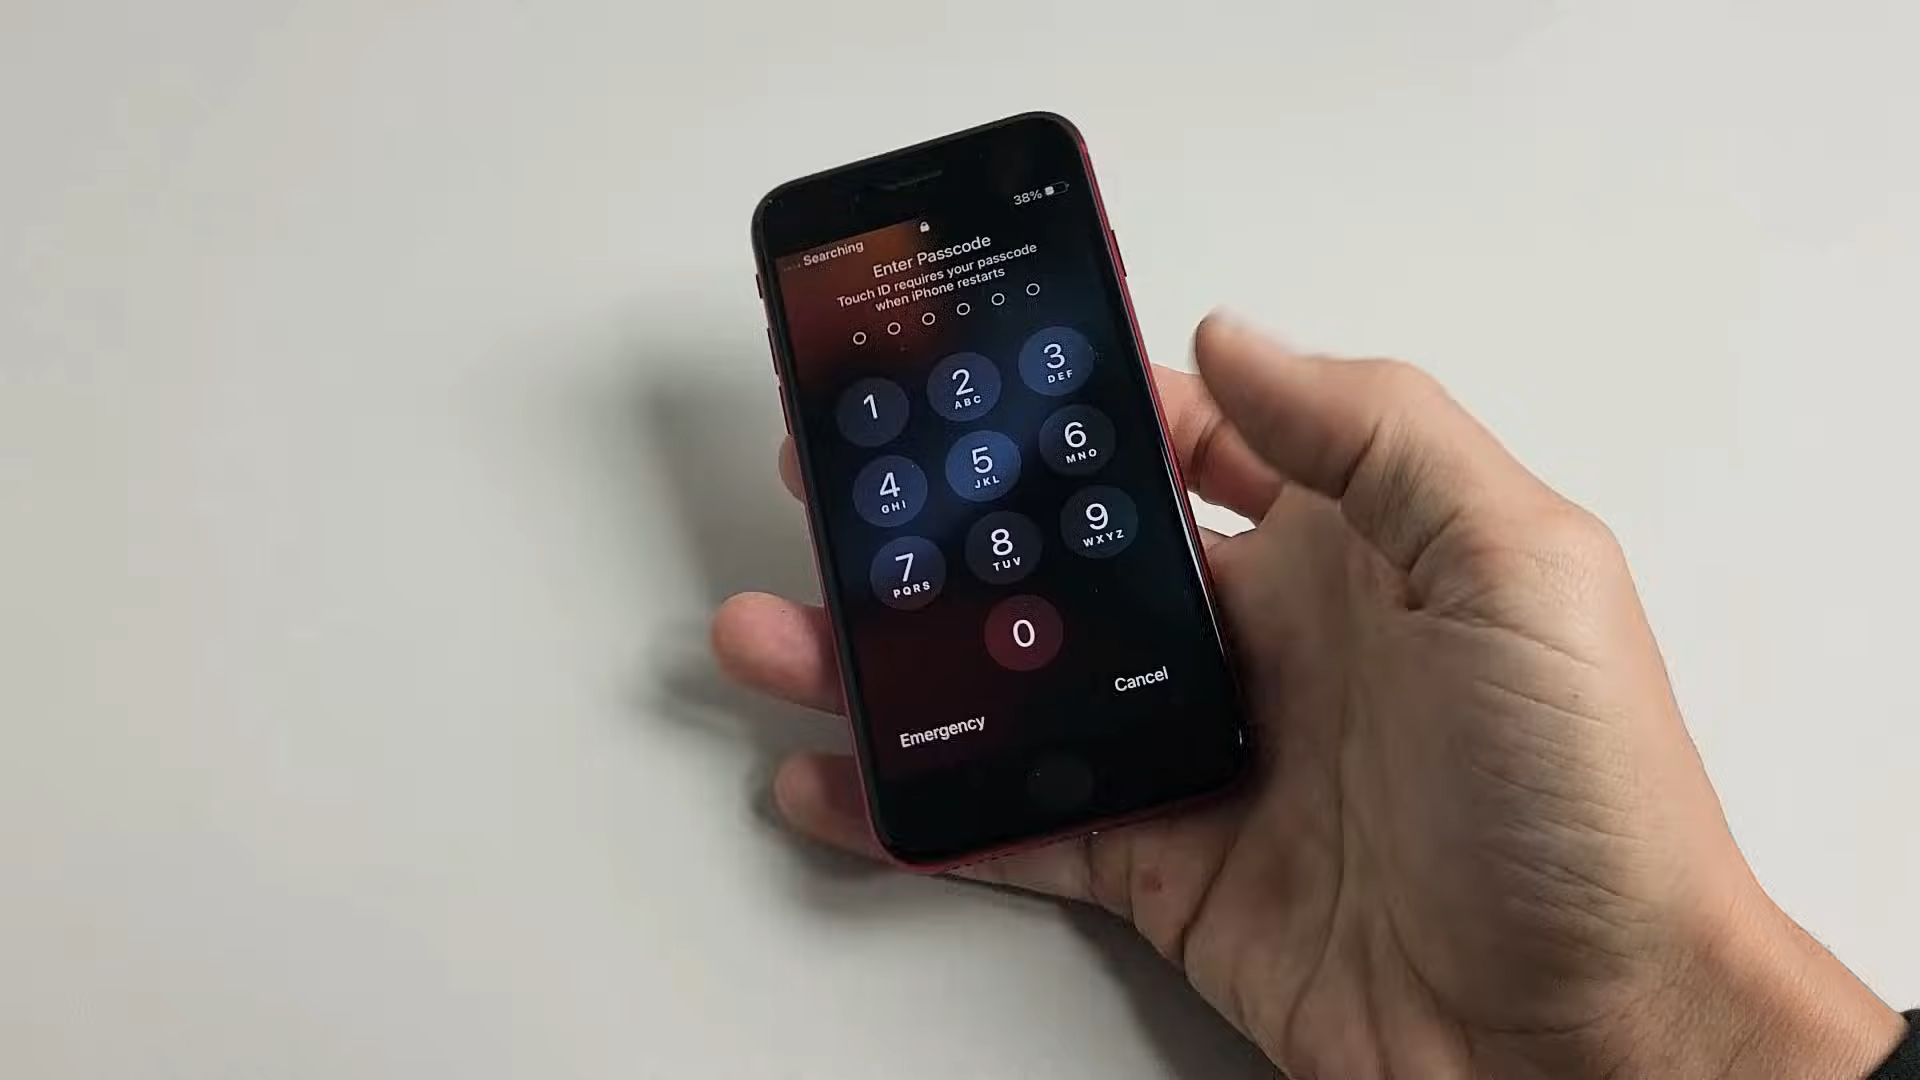 38%
Searching
Enter Passcode
Touch ID requires your passcode
when iPhone restarts
1
2
ABC
3
DEF
4
GHI
5
JKL
6
MNO
7
PQRS
8
TUV
9
WXYZ
0
Emergency
Cancel